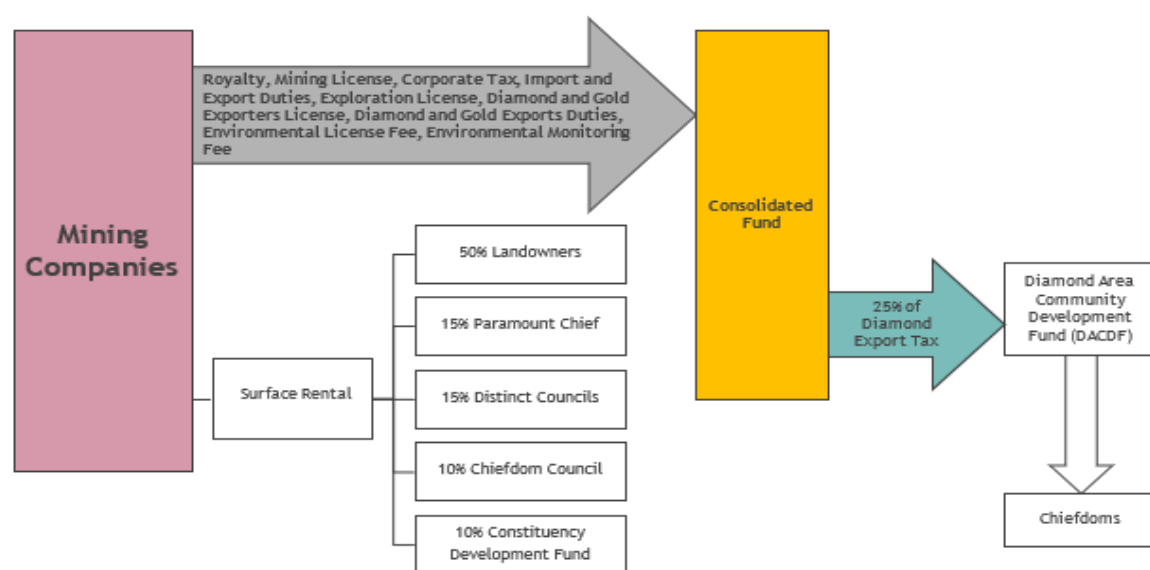 Royalty, Mining License, Corporate Tax, Import and
Export Duties, Exploration License, Diamond and Gold
Exporters License, Diamond and Gold Exports Duties,
Environmental License Fee, Environmental Monitoring
Fee
Mining
Companies
Consolidated
Fund
50% Landowners
15% Paramount Chief
Surface Rental
15% Distinct Councils
10% Chiefdom Council
10% Constituency
Development Fund
25% of
Diamond
Export Tax
Diamond Area
Community
Development
Fund (DACDF)
Chiefdoms